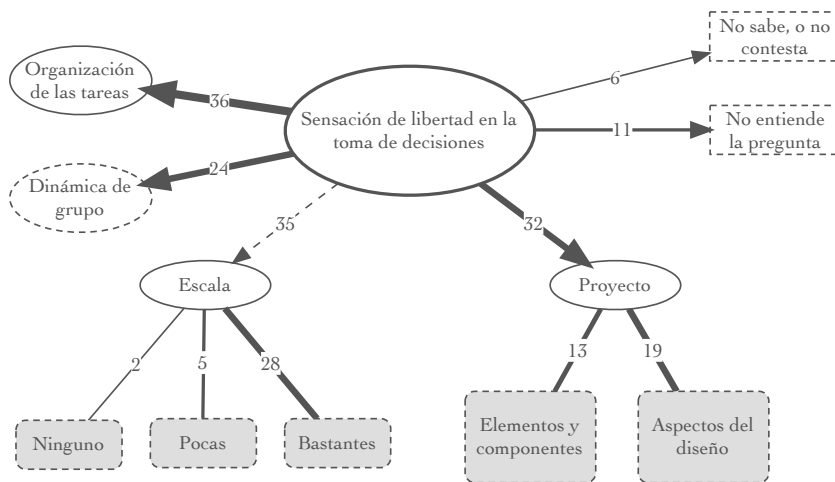 No sabe, o no
contesta
Organización
de las tareas
6
36
Sensación de libertad en la
toma de decisiones
11
No entiende
la pregunta
24
Dinámica de
grupo
35
32
Escala
Proyecto
2
5
28
13
19
Ninguno
Pocas
Bastantes
Elementos y
componentes
Aspectos del
diseño